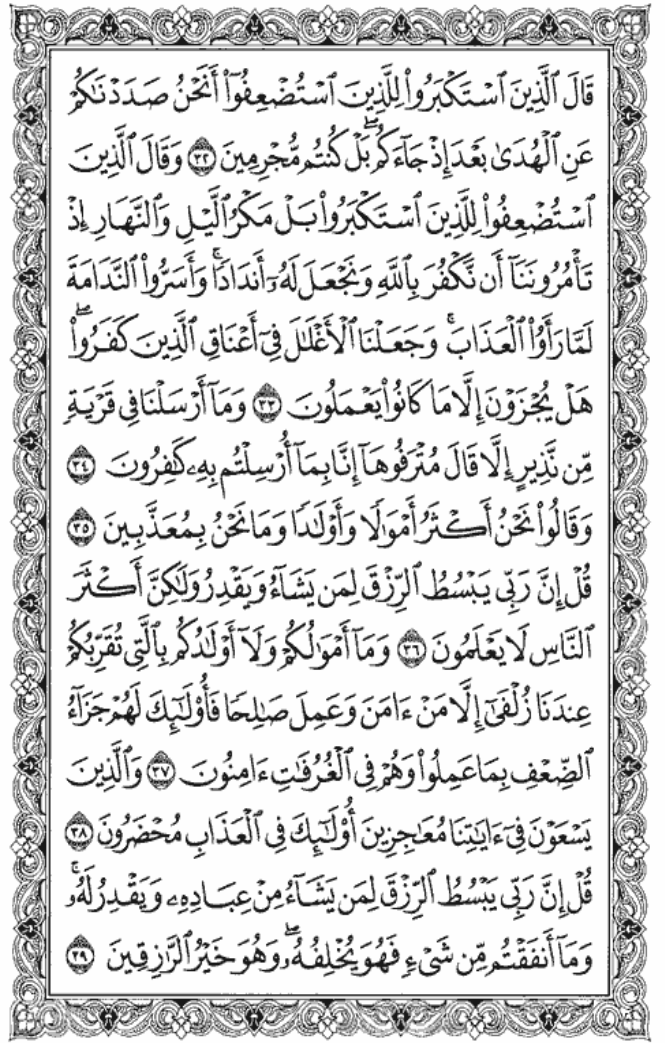 قَالَ ٱلَّذِينَ ٱسْتَكْبَرُوا۟ لِلَّذِينَ ٱسْتُضْعِفُوٓا۟ أَنَحْنُ صَدَدْنَـٰكُمْ
عَنِ ٱلْهُدَىٰ بَعْدَ إِذْ جَآءَكُم ۖ بَلْ كُنتُم مُّجْرِمِينَ ٣٢ وَقَالَ ٱلَّذِينَ
ٱسْتُضْعِفُوا۟ لِلَّذِينَ ٱسْتَكْبَرُوا۟ بَلْ مَكْرُ ٱلَّيْلِ وَٱلنَّهَارِ إِذْ
تَأْمُرُونَنَآ أَن نَّكْفُرَ بِٱللَّهِ وَنَجْعَلَ لَهُۥٓ أَندَادًا ۚ وَأَسَرُّوا۟ ٱلنَّدَامَةَ
لَمَّا رَأَوُا۟ ٱلْعَذَابَ ۚ وَجَعَلْنَا ٱلْأَغْلَـٰلَ فِىٓ أَعْنَاقِ ٱلَّذِينَ كَفَرُوا۟ ۖ
هَلْ يُجْزَوْنَ إِلَّا مَا كَانُوا۟ يَعْمَلُونَ ٣٣ وَمَآ أَرْسَلْنَا فِى قَرْيَةٍ
مِّن نَّذِيرٍ إِلَّا قَالَ مُتْرَفُوهَآ إِنَّا بِمَآ أُرْسِلْتُم بِهِۦ كَـٰفِرُونَ ٣٤
وَقَالُوا۟ نَحْنُ أَكْثَرُ أَمْوَٰلًا وَأَوْلَـٰدًا وَمَا نَحْنُ بِمُعَذَّبِينَ ٣٥
قُلْ إِنَّ رَبِّى يَبْسُطُ ٱلرِّزْقَ لِمَن يَشَآءُ وَيَقْدِرُ وَلَـٰكِنَّ أَكْثَرَ
ٱلنَّاسِ لَا يَعْلَمُونَ ٣٦ وَمَآ أَمْوَٰلُكُمْ وَلَآ أَوْلَـٰدُكُم بِٱلَّتِى تُقَرِّبُكُمْ
عِندَنَا زُلْفَىٰٓ إِلَّا مَنْ ءَامَنَ وَعَمِلَ صَـٰلِحًا فَأُو۟لَـٰٓئِكَ لَهُمْ جَزَآءُ
ٱلضِّعْفِ بِمَا عَمِلُوا۟ وَهُمْ فِى ٱلْغُرُفَـٰتِ ءَامِنُونَ ٣٧ وَٱلَّذِينَ
يَسْعَوْنَ فِىٓ ءَايَـٰتِنَا مُعَـٰجِزِينَ أُو۟لَـٰٓئِكَ فِى ٱلْعَذَابِ مُحْضَرُونَ ٣٨
قُلْ إِنَّ رَبِّى يَبْسُطُ ٱلرِّزْقَ لِمَن يَشَآءُ مِنْ عِبَادِهِۦ وَيَقْدِرُ لَهُۥ ۚ
وَمَآ أَنفَقْتُم مِّن شَىْءٍ فَهُوَ يُخْلِفُهُۥ ۖ وَهُوَ خَيْرُ ٱلرَّٰزِقِينَ ٣٩